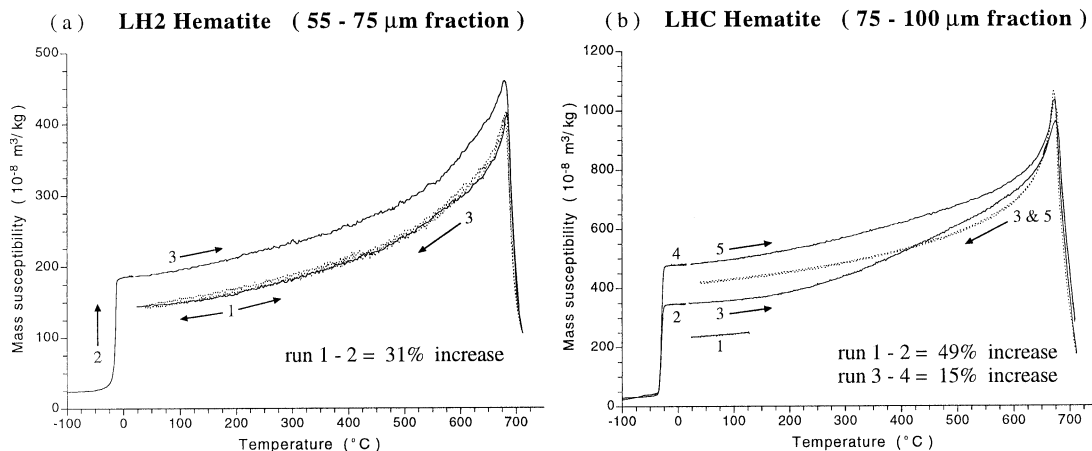 (a) LH2 Hematite (55 - 75 μm fraction)
500
400
300
200
100
0
Mass susceptibility (10⁻⁸ m³/kg)
3
3
1
2
run 1 - 2 = 31% increase
-100 0 100 200 300 400 500 600 700
Temperature (°C)
(b) LHC Hematite (75 - 100 μm fraction)
1200
1000
800
600
400
200
0
Mass susceptibility (10⁻⁸ m³/kg)
4
5
3 & 5
2
3
1
run 1 - 2 = 49% increase
run 3 - 4 = 15% increase
-100 0 100 200 300 400 500 600 700
Temperature (°C)